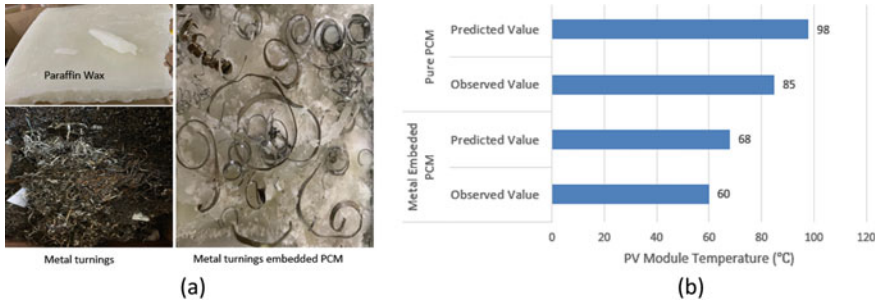 Paraffin Wax
Metal turnings
Metal turnings embedded PCM
(a)
Pure PCM
Predicted Value
98
Observed Value
85
Metal Embeded
PCM
Predicted Value
68
Observed Value
60
0 20 40 60 80 100 120
PV Module Temperature (°C)
(b)